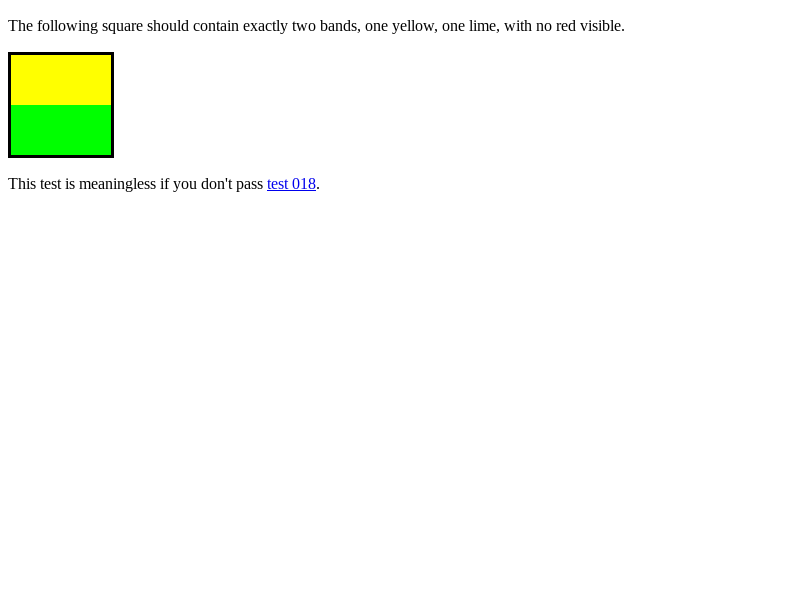 The following square should contain exactly two bands, one yellow, one lime, with no red visible.
This test is meaningless if you don't pass test 018.